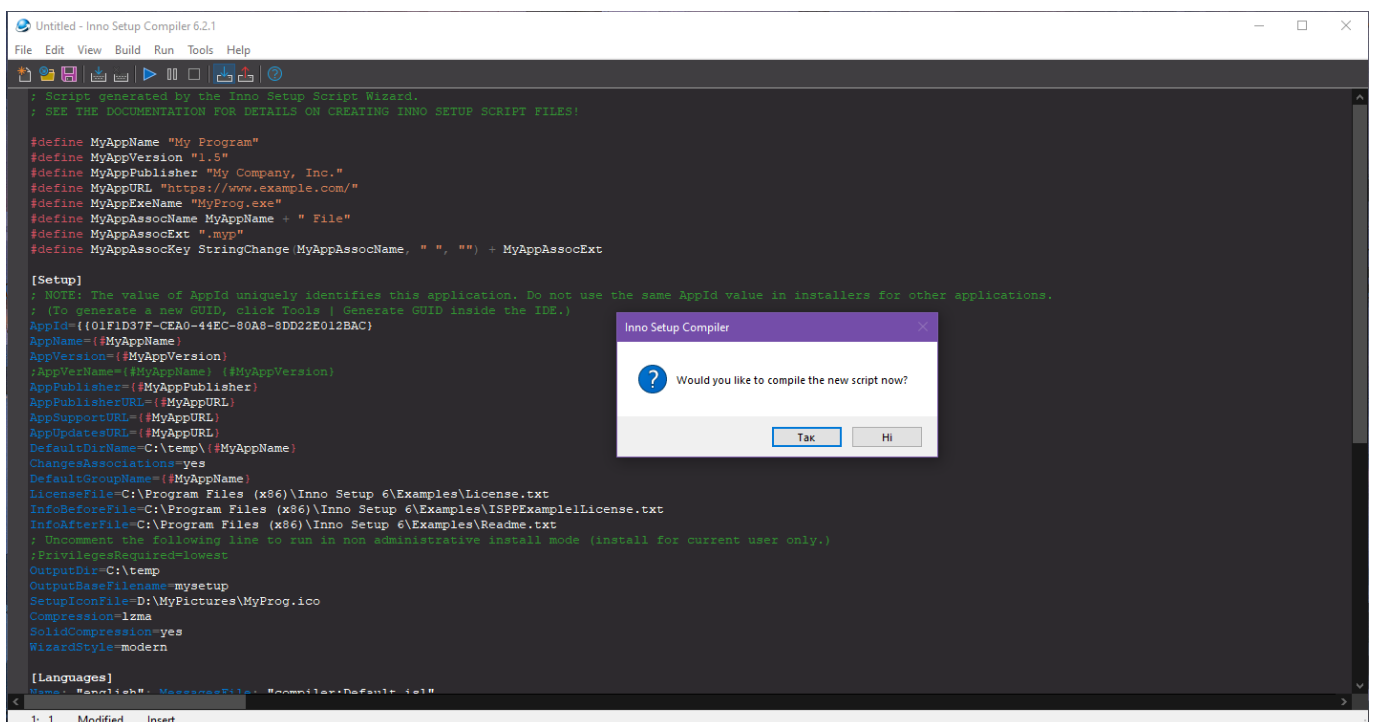 Untitled - Inno Setup Compiler 6.2.1
File Edit View Build Run Tools Help
; Script generated by the Inno Setup Script Wizard.
; SEE THE DOCUMENTATION FOR DETAILS ON CREATING INNO SETUP SCRIPT FILES!
#define MyAppName "My Program"
#define MyAppVersion "1.5"
#define MyAppPublisher "My Company, Inc."
#define MyAppURL "https://www.example.com/"
#define MyAppExeName "MyProg.exe"
#define MyAppAssocName MyAppName + " File"
#define MyAppAssocExt ".myp"
#define MyAppAssocKey StringChange(MyAppAssocName, " ", "") + MyAppAssocExt
[Setup]
; NOTE: The value of AppId uniquely identifies this application. Do not use the same AppId value in installers for other applications.
; (To generate a new GUID, click Tools | Generate GUID inside the IDE.)
AppId={{01F1D37F-CEA0-44EC-80A8-8DD22E012BAC}
AppName={#MyAppName}
AppVersion={#MyAppVersion}
;AppVerName={#MyAppName} {#MyAppVersion}
AppPublisher={#MyAppPublisher}
AppPublisherURL={#MyAppURL}
AppSupportURL={#MyAppURL}
AppUpdatesURL={#MyAppURL}
DefaultDirName=C:\temp\{#MyAppName}
ChangesAssociations=yes
DefaultGroupName={#MyAppName}
LicenseFile=C:\Program Files (x86)\Inno Setup 6\Examples\License.txt
InfoBeforeFile=C:\Program Files (x86)\Inno Setup 6\Examples\ISPPExample1License.txt
InfoAfterFile=C:\Program Files (x86)\Inno Setup 6\Examples\Readme.txt
; Uncomment the following line to run in non administrative install mode (install for current user only.)
;PrivilegesRequired=lowest
OutputDir=C:\temp
OutputBaseFilename=mysetup
SetupIconFile=D:\MyPictures\MyProg.ico
Compression=lzma
SolidCompression=yes
WizardStyle=modern
[Languages]
Name: "english"; MessagesFile: "compiler:Default.isl"
Inno Setup Compiler
Would you like to compile the new script now?
Так Ні
1: 1 Modified Insert